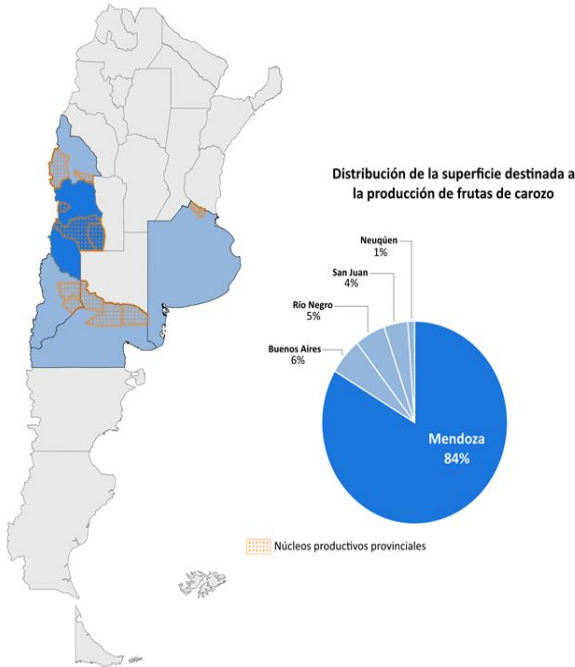 Distribución de la superficie destinada a
la producción de frutas de carozo
Neuqúen
1%
San Juan
4%
Río Negro
5%
Buenos Aires
6%
Mendoza
84%
Núcleos productivos provinciales